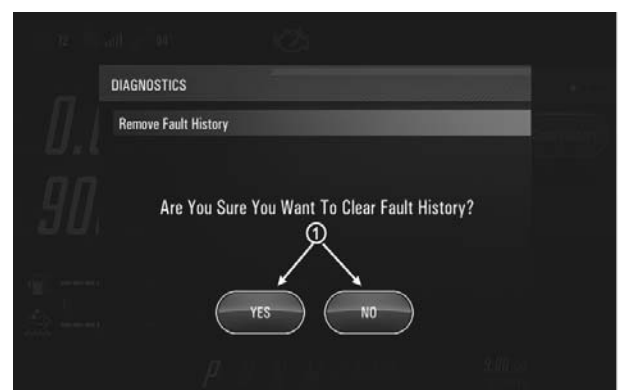 DIAGNOSTICS
Remove Fault History
Are You Sure You Want To Clear Fault History?
1
YES NO